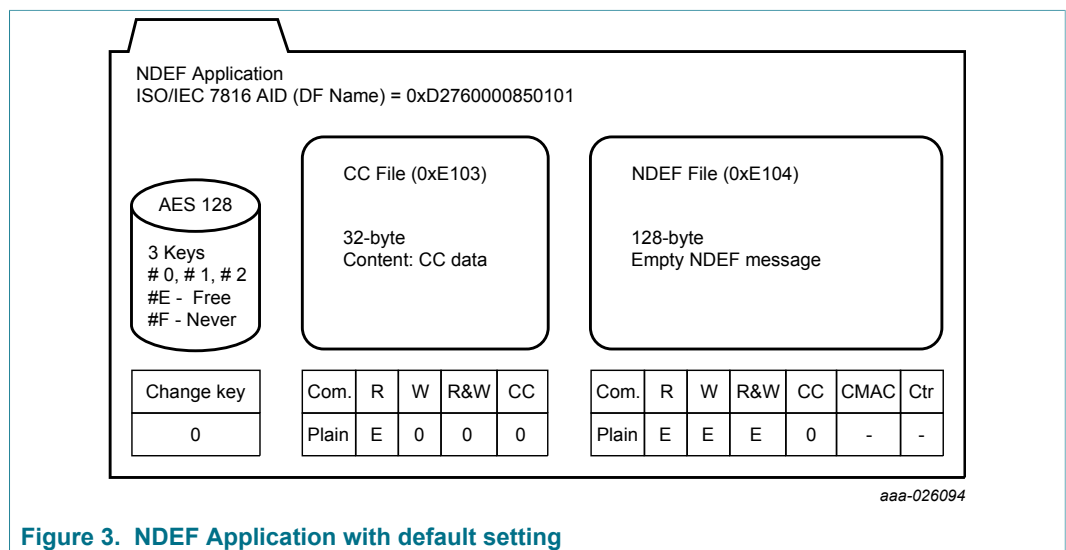 NDEF Application
ISO/IEC 7816 AID (DF Name) = 0xD2760000850101
AES 128
3 Keys
# 0, # 1, # 2
#E - Free
#F - Never
CC File (0xE103)
32-byte
Content: CC data
NDEF File (0xE104)
128-byte
Empty NDEF message
Change key
0
Com. R W R&W CC
Plain E 0 0 0
Com. R W R&W CC CMAC Ctr
Plain E E E 0 - -
aaa-026094
Figure 3. NDEF Application with default setting